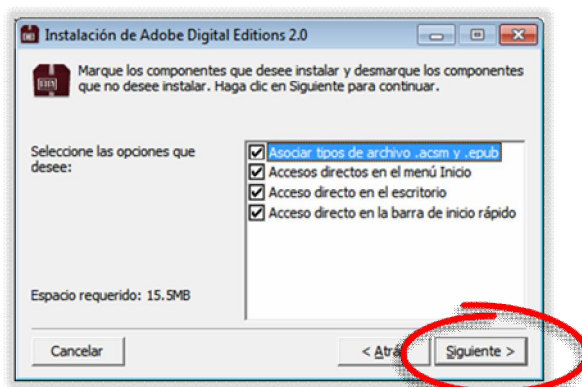 Instalación de Adobe Digital Editions 2.0
Marque los componentes que desee instalar y desmarque los componentes
que no desee instalar. Haga clic en Siguiente para continuar.
Seleccione las opciones que
desee:
Asociar tipos de archivo .acsm y .epub
Accesos directos en el menú Inicio
Acceso directo en el escritorio
Acceso directo en la barra de inicio rápido
Espacio requerido: 15.5MB
Cancelar
< Atrá
Siguiente >